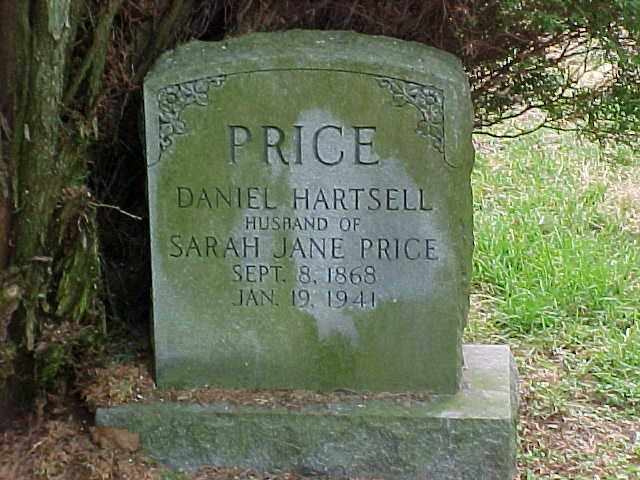 PRICE
DANIEL HARTSELL
HUSBAND OF
SARAH JANE PRICE
SEPT. 8, 1868
JAN. 19, 1941